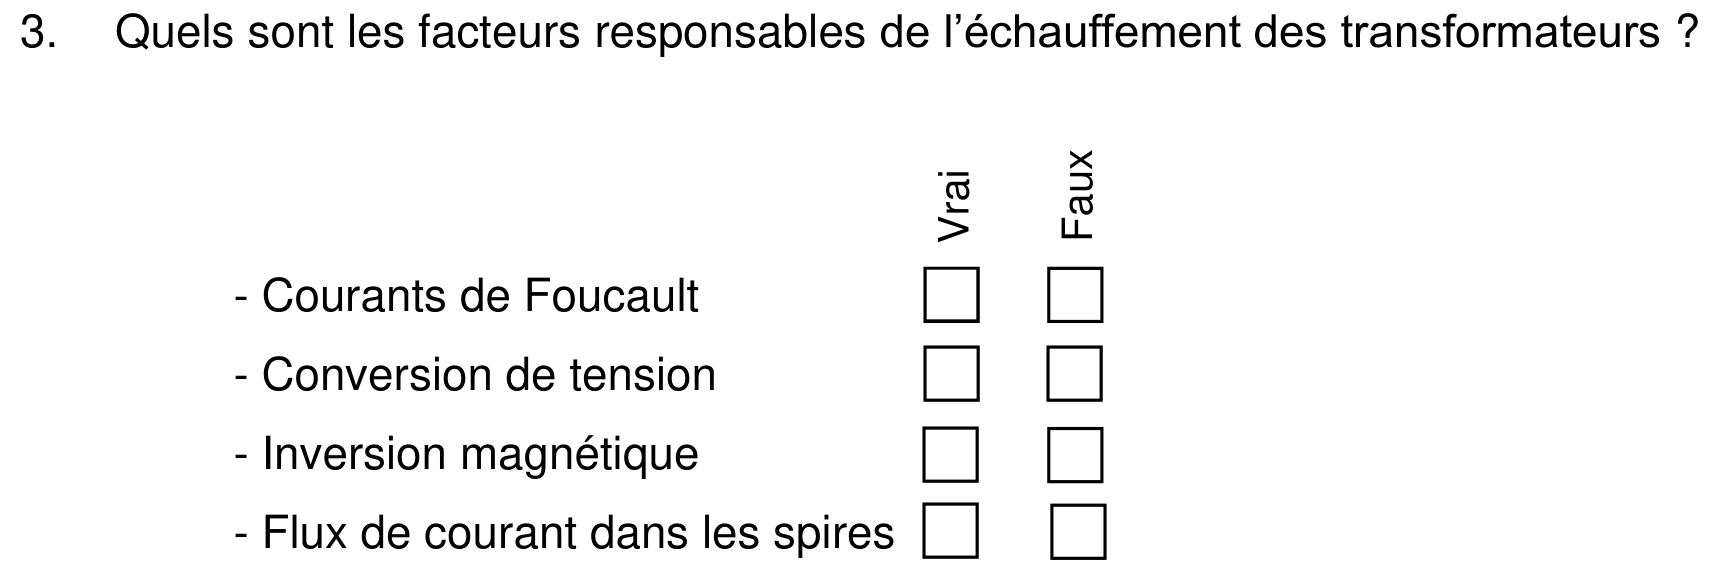 3. Quels sont les facteurs responsables de l’échauffement des transformateurs ?
Vrai Faux
- Courants de Foucault
- Conversion de tension
- Inversion magnétique
- Flux de courant dans les spires